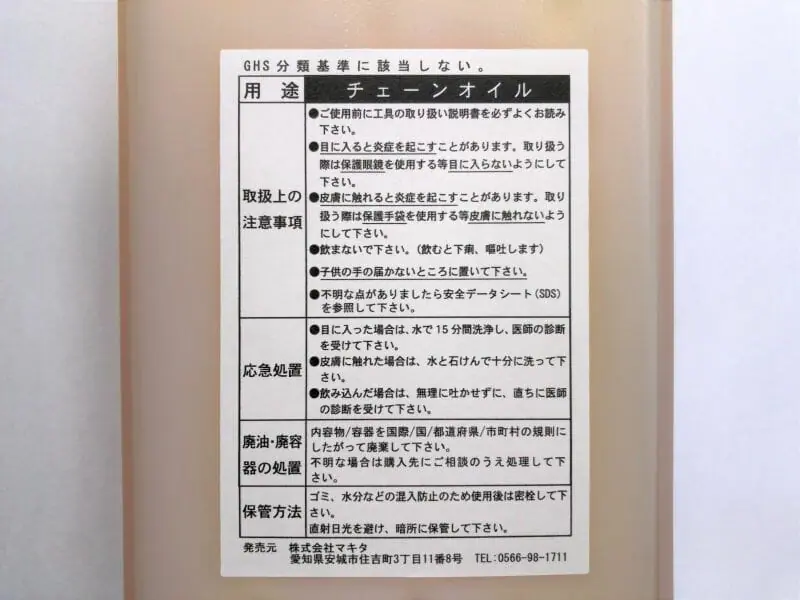 GHS分類基準に該当しない。
用途 チェーンオイル
取扱上の注意事項
●ご使用前に工具の取り扱い説明書を必ずよくお読み
下さい。
●目に入ると炎症を起こすことがあります。取り扱う
際は保護眼鏡を使用する等目に入らないようにして
下さい。
●皮膚に触れると炎症を起こすことがあります。取り
扱う際は保護手袋を使用する等皮膚に触れないよう
にして下さい。
●飲まないで下さい。(飲むと下痢、嘔吐します)
●子供の手の届かないところに置いて下さい。
●不明な点がありましたら安全データシート(SDS)
を参照して下さい。
応急処置
●目に入った場合は、水で15分間洗浄し、医師の診断
を受けて下さい。
●皮膚に触れた場合は、水と石けんで十分に洗って下
さい。
●飲み込んだ場合は、無理に吐かせずに、直ちに医師
の診断を受けて下さい。
廃油・廃容器の処置
内容物/容器を国際/国/都道府県/市町村の規則に
したがって廃棄して下さい。
不明な場合は購入先にご相談のうえ処理して下
さい。
保管方法
ゴミ、水分などの混入防止のため使用後は密栓して下
さい。
直射日光を避け、暗所に保管して下さい。
発売元 株式会社マキタ
愛知県安城市住吉町3丁目11番8号 TEL:0566-98-1711